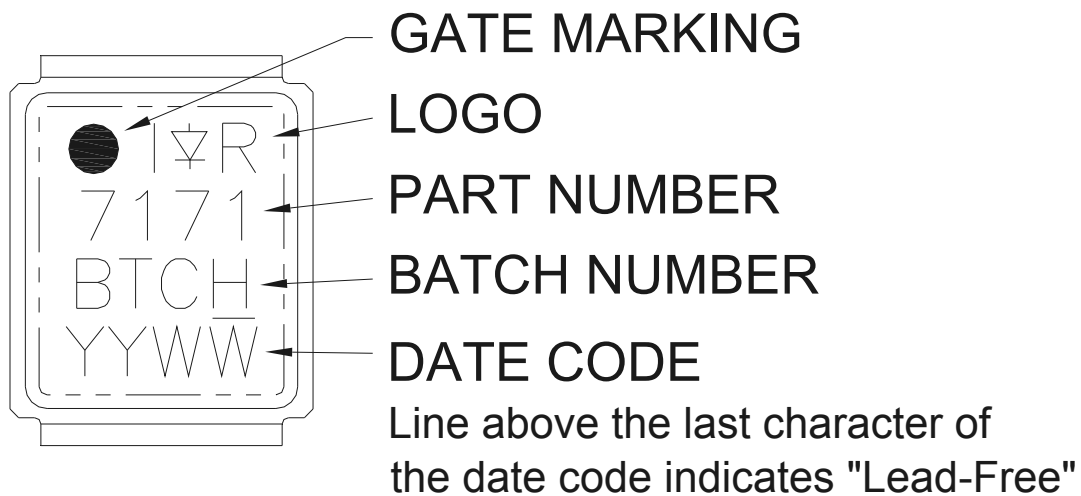 GATE MARKING
I R
LOGO
7171
PART NUMBER
BTCH
BATCH NUMBER
YYWW
DATE CODE
Line above the last character of
the date code indicates "Lead-Free"